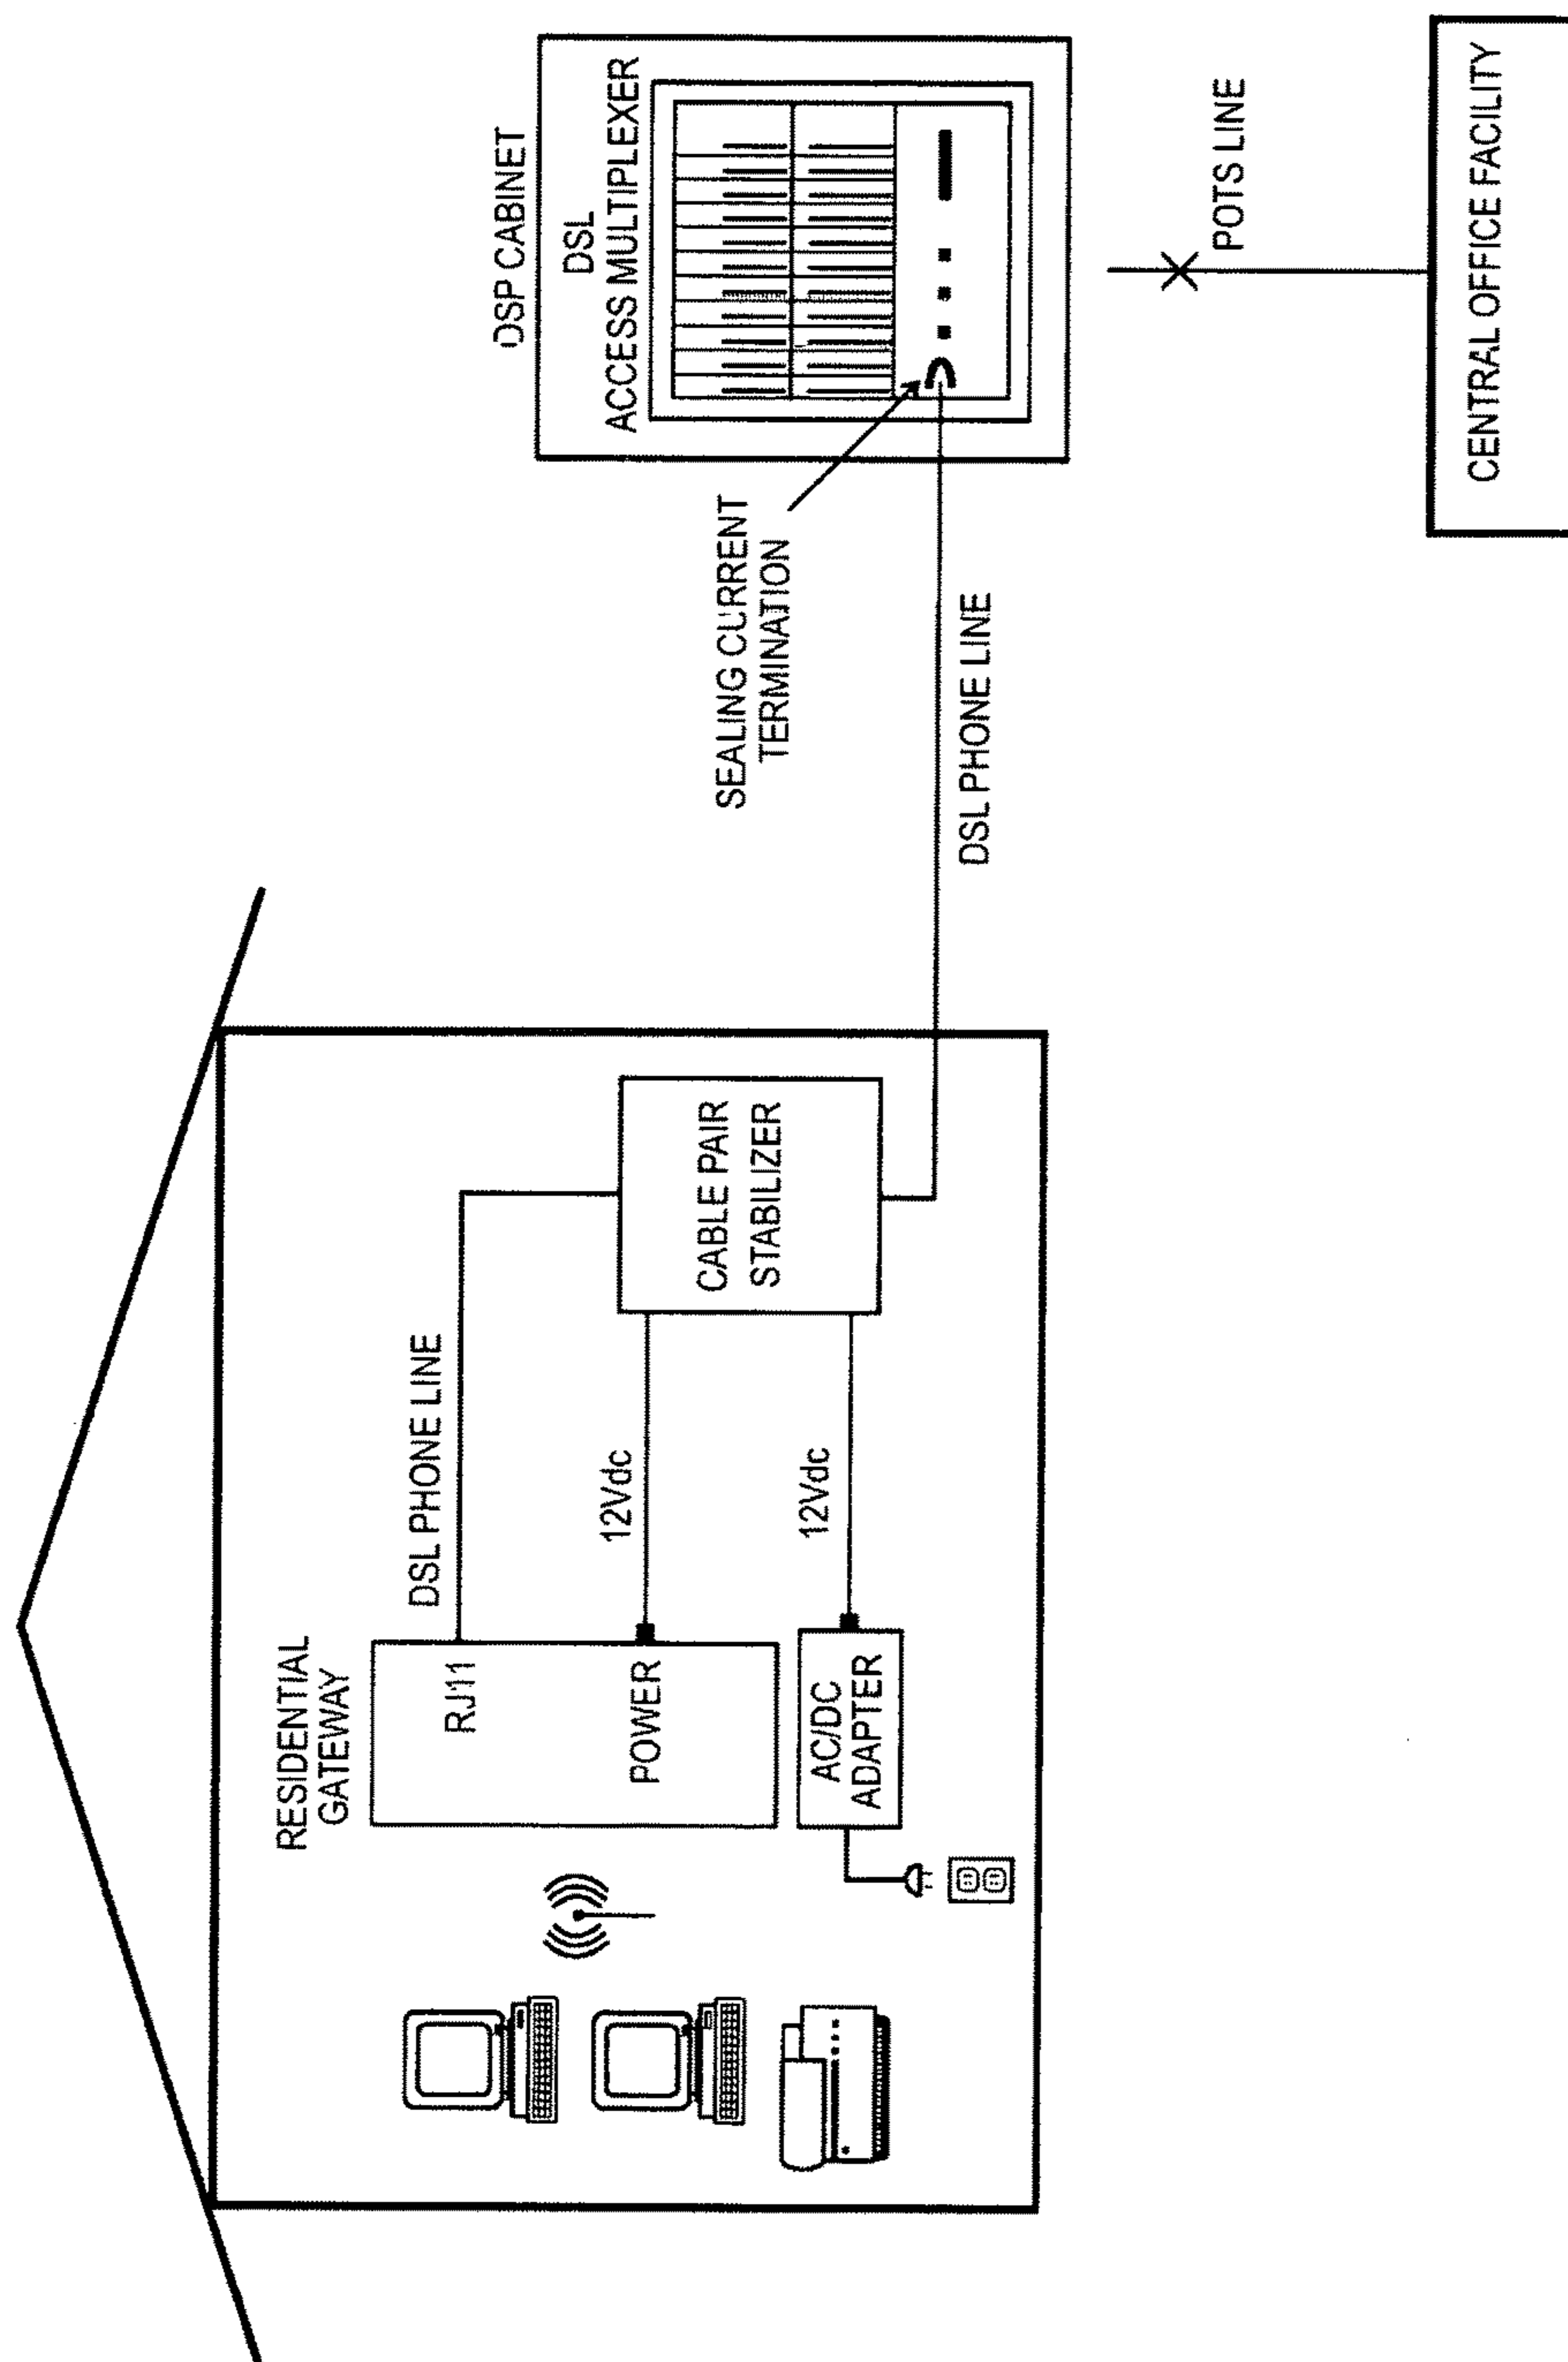 RESIDENTIAL
GATEWAY
RJ11
POWER
DSL PHONE LINE
12Vdc
12Vdc
AC/DC
ADAPTER
CABLE PAIR
STABILIZER
DSL PHONE LINE
SEALING CURRENT
TERMINATION
DSP CABINET
DSL
ACCESS MULTIPLEXER
POTS LINE
CENTRAL OFFICE FACILITY